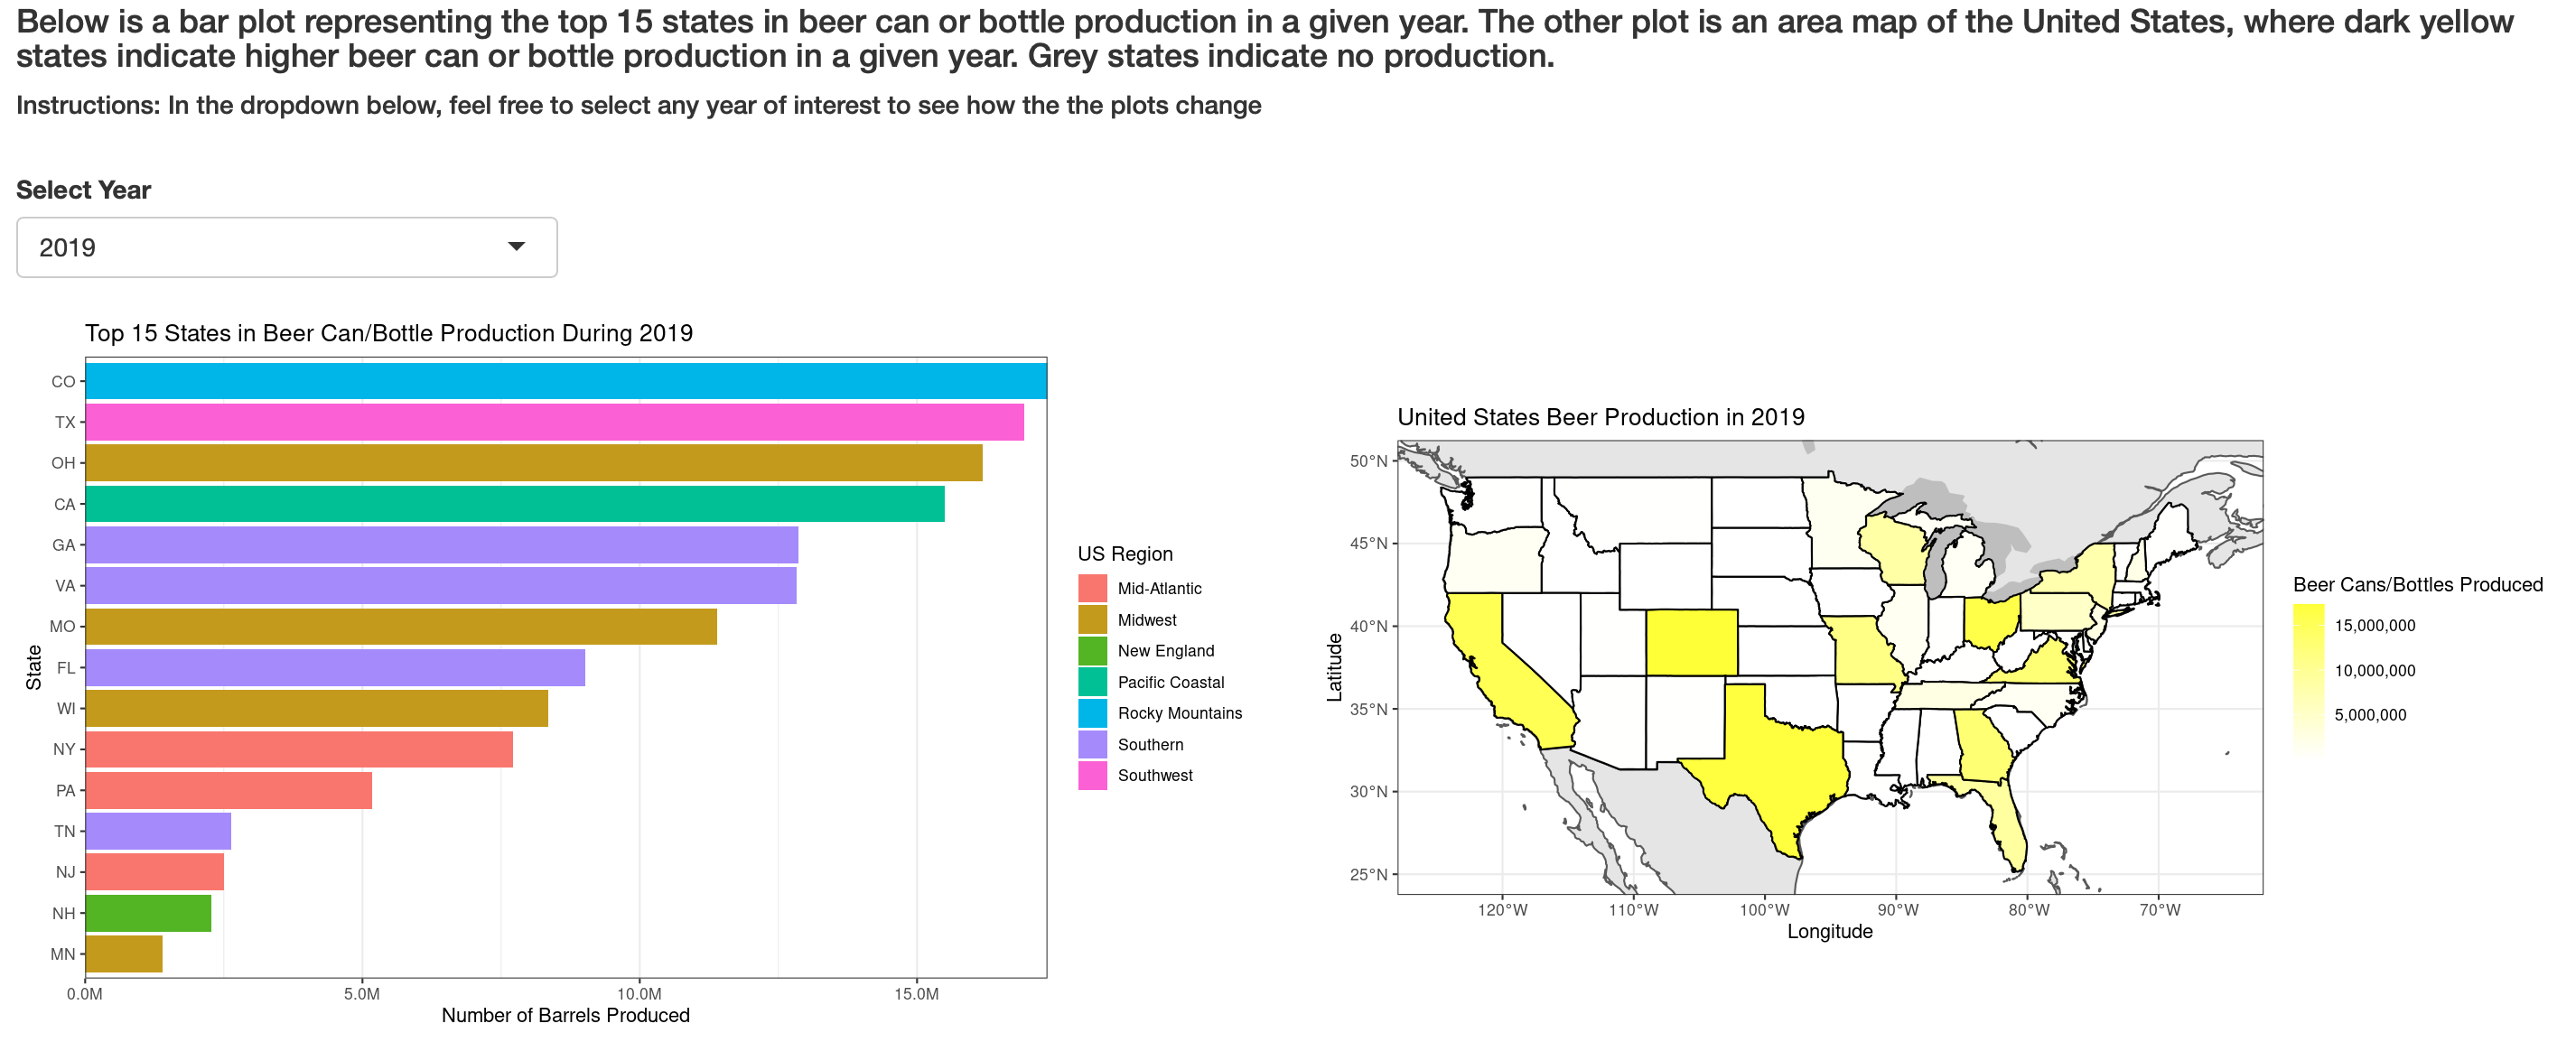 Below is a bar plot representing the top 15 states in beer can or bottle production in a given year. The other plot is an area map of the United States, where dark yellow
states indicate higher beer can or bottle production in a given year. Grey states indicate no production.
Instructions: In the dropdown below, feel free to select any year of interest to see how the the plots change
Select Year
2019
Top 15 States in Beer Can/Bottle Production During 2019
State
CO
TX
OH
CA
GA
VA
MO
FL
WI
NY
PA
TN
NJ
NH
MN
0.0M 5.0M 10.0M 15.0M
Number of Barrels Produced
US Region
Mid-Atlantic
Midwest
New England
Pacific Coastal
Rocky Mountains
Southern
Southwest
United States Beer Production in 2019
Latitude
50°N
45°N
40°N
35°N
30°N
25°N
120°W 110°W 100°W 90°W 80°W 70°W
Longitude
Beer Cans/Bottles Produced
15,000,000
10,000,000
5,000,000